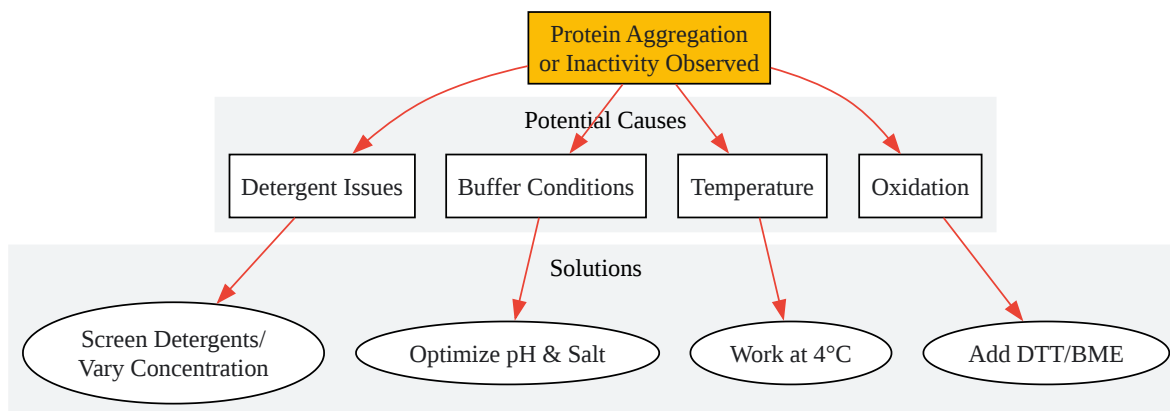 Protein Aggregation
or Inactivity Observed
Potential Causes
Detergent Issues
Buffer Conditions
Temperature
Oxidation
Solutions
Screen Detergents/
Vary Concentration
Optimize pH & Salt
Work at 4°C
Add DTT/BME